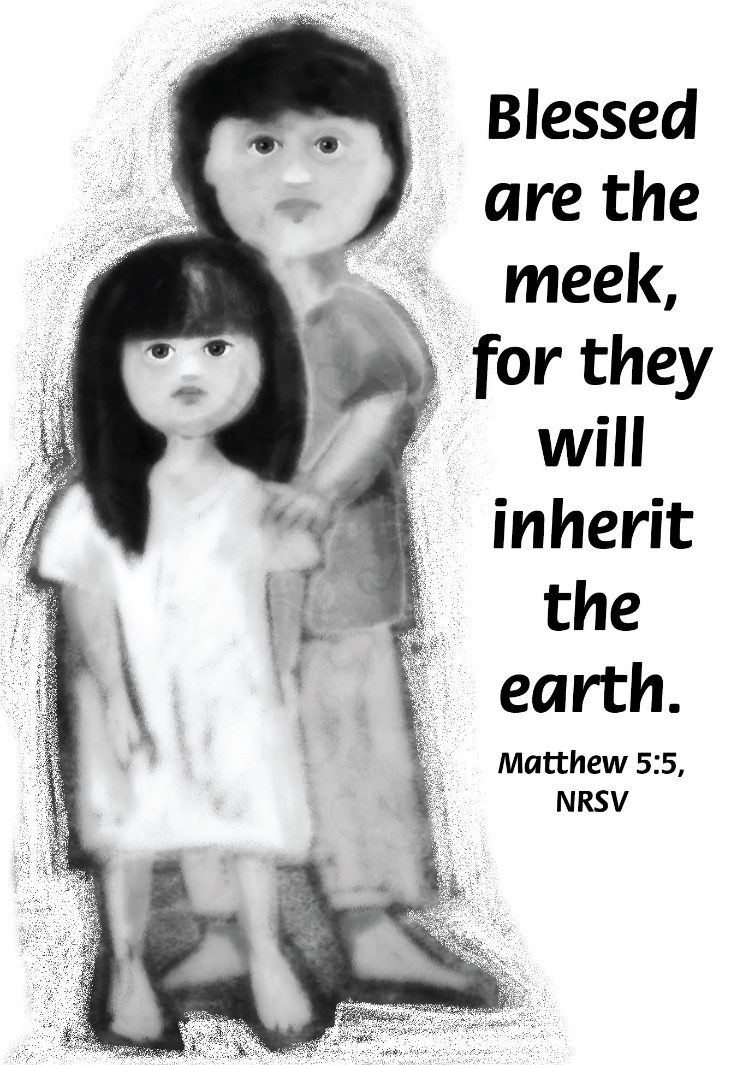 Blessed
are the
meek,
for they
will
inherit
the
earth.
Matthew 5:5,
NRSV